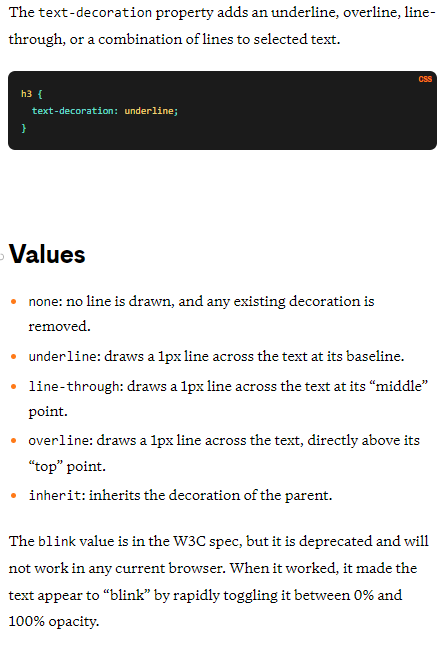 The text-decoration property adds an underline, overline, line-
through, or a combination of lines to selected text.
CSS
h3 {
  text-decoration: underline;
}
Values
none: no line is drawn, and any existing decoration is
removed.
underline: draws a 1px line across the text at its baseline.
line-through: draws a 1px line across the text at its “middle”
point.
overline: draws a 1px line across the text, directly above its
“top” point.
inherit: inherits the decoration of the parent.
The blink value is in the W3C spec, but it is deprecated and will
not work in any current browser. When it worked, it made the
text appear to “blink” by rapidly toggling it between 0% and
100% opacity.